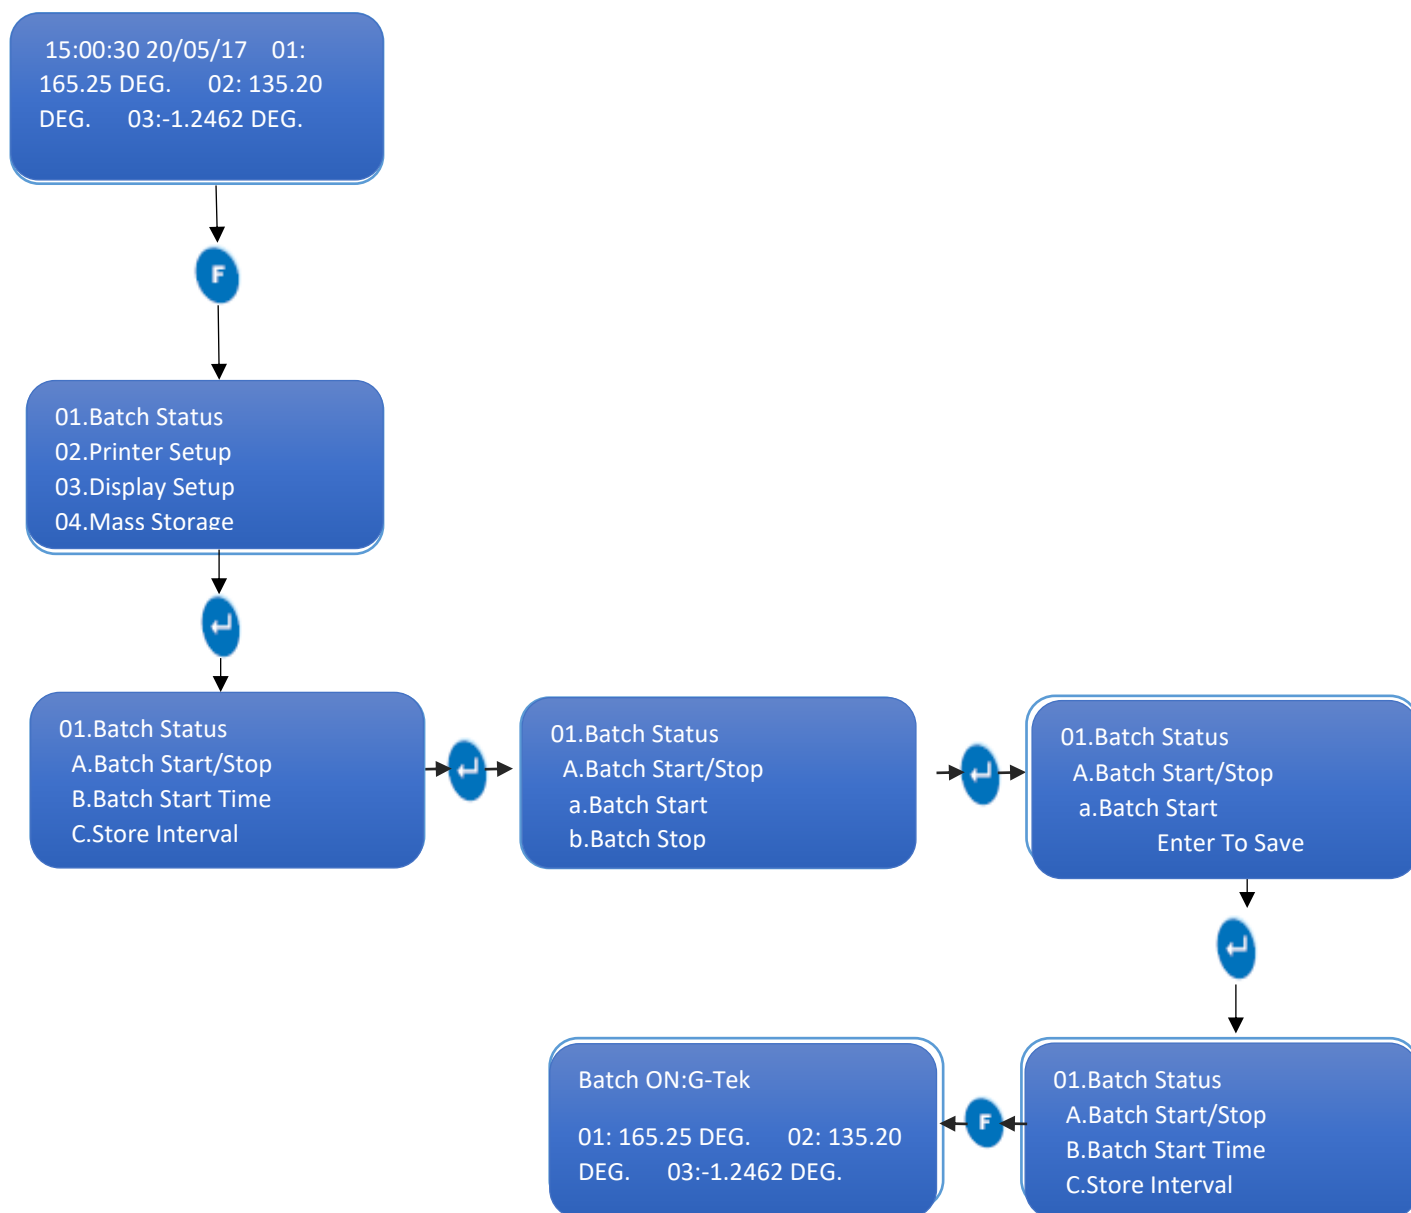 15:00:30 20/05/17 01:
165.25 DEG. 02: 135.20
DEG. 03:-1.2462 DEG.
F
01.Batch Status
02.Printer Setup
03.Display Setup
04.Mass Storage
01.Batch Status
A.Batch Start/Stop
B.Batch Start Time
C.Store Interval
01.Batch Status
A.Batch Start/Stop
a.Batch Start
b.Batch Stop
01.Batch Status
A.Batch Start/Stop
a.Batch Start
Enter To Save
Batch ON:G-Tek
01: 165.25 DEG. 02: 135.20
DEG. 03:-1.2462 DEG.
F
01.Batch Status
A.Batch Start/Stop
B.Batch Start Time
C.Store Interval